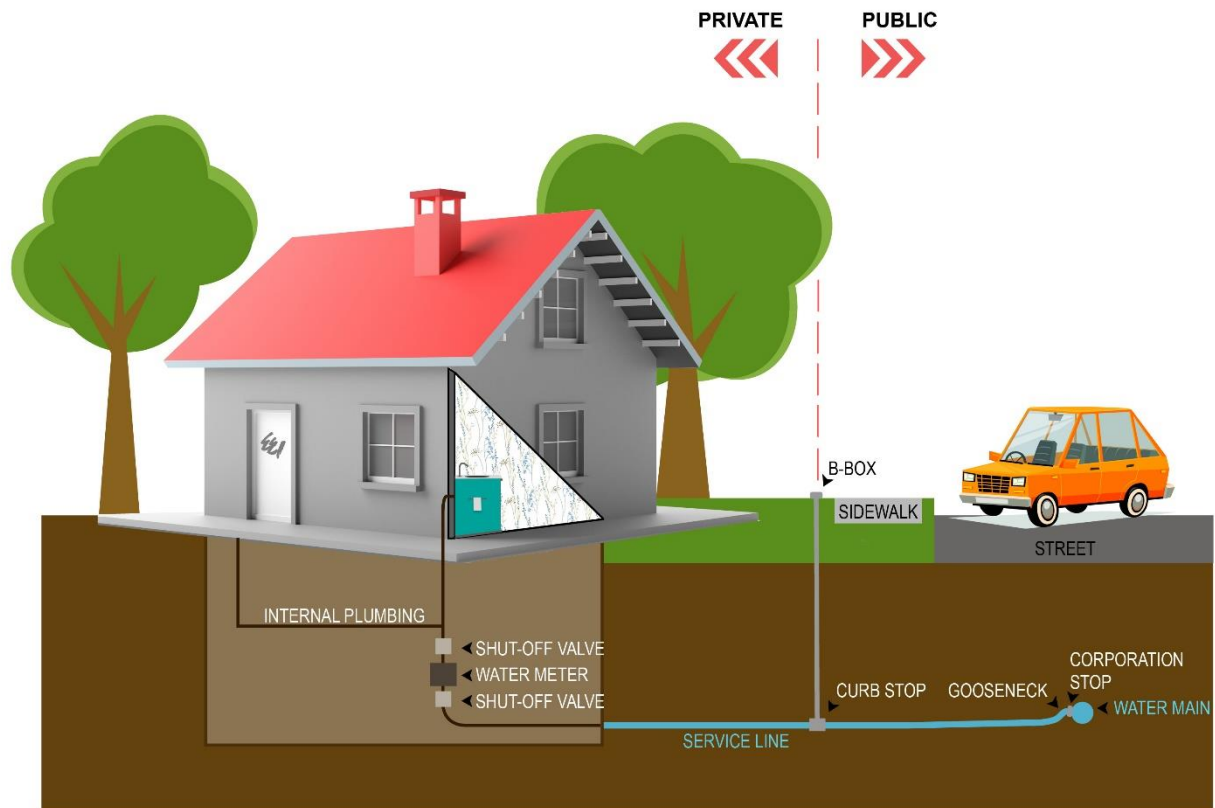 PRIVATE
PUBLIC
B-BOX
SIDEWALK
STREET
INTERNAL PLUMBING
SHUT-OFF VALVE
WATER METER
SHUT-OFF VALVE
CORPORATION
STOP
CURB STOP
GOOSENECK
WATER MAIN
SERVICE LINE